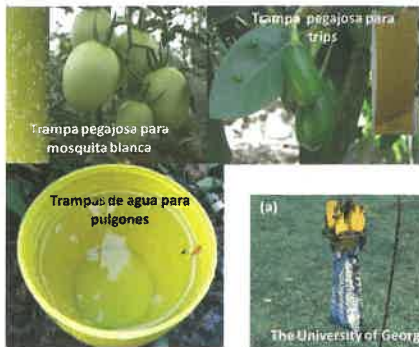 Trampa pegajosa para
mosquita blanca
Trampa pegajosa para
trips
Trampas de agua para
pulgones
(a)
The University of Georg